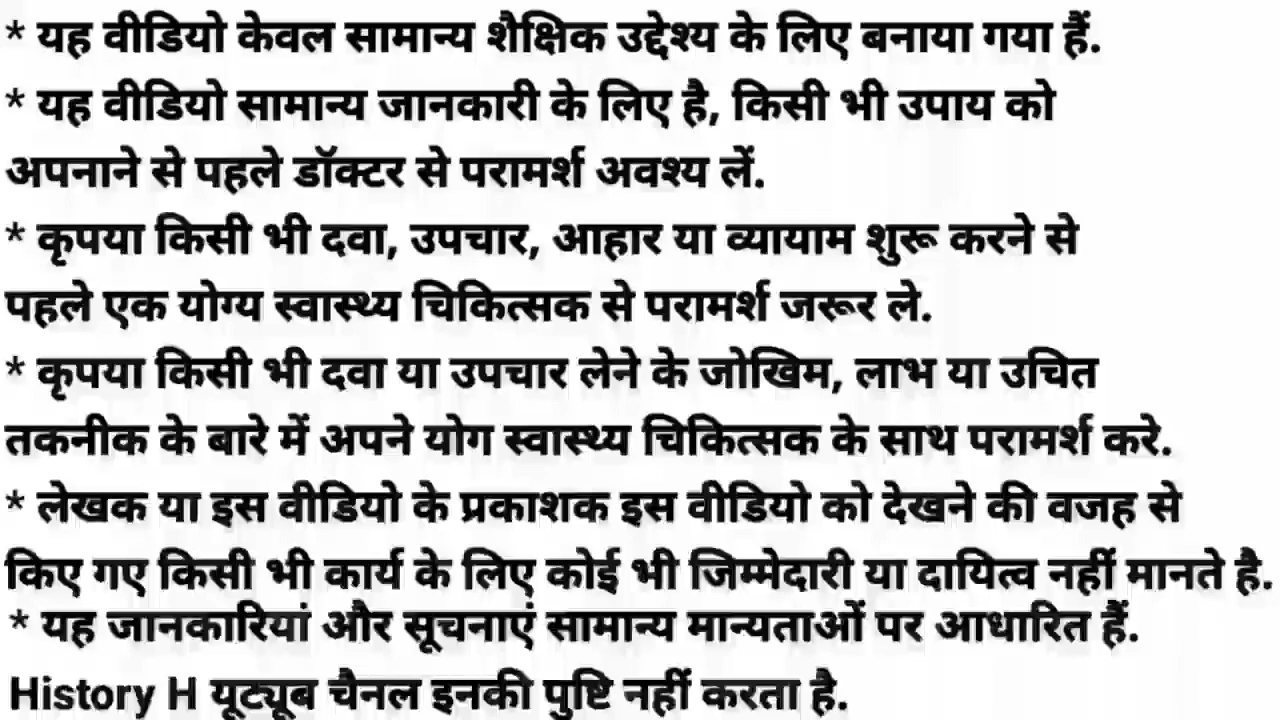 * यह वीडियो केवल सामान्य शैक्षिक उद्देश्य के लिए बनाया गया हैं.
* यह वीडियो सामान्य जानकारी के लिए है, किसी भी उपाय को
अपनाने से पहले डॉक्टर से परामर्श अवश्य लें.
* कृपया किसी भी दवा, उपचार, आहार या व्यायाम शुरू करने से
पहले एक योग्य स्वास्थ्य चिकित्सक से परामर्श जरूर ले.
* कृपया किसी भी दवा या उपचार लेने के जोखिम, लाभ या उचित
तकनीक के बारे में अपने योग स्वास्थ्य चिकित्सक के साथ परामर्श करे.
* लेखक या इस वीडियो के प्रकाशक इस वीडियो को देखने की वजह से
किए गए किसी भी कार्य के लिए कोई भी जिम्मेदारी या दायित्व नहीं मानते है.
* यह जानकारियां और सूचनाएं सामान्य मान्यताओं पर आधारित हैं.
History H यूट्यूब चैनल इनकी पुष्टि नहीं करता है.